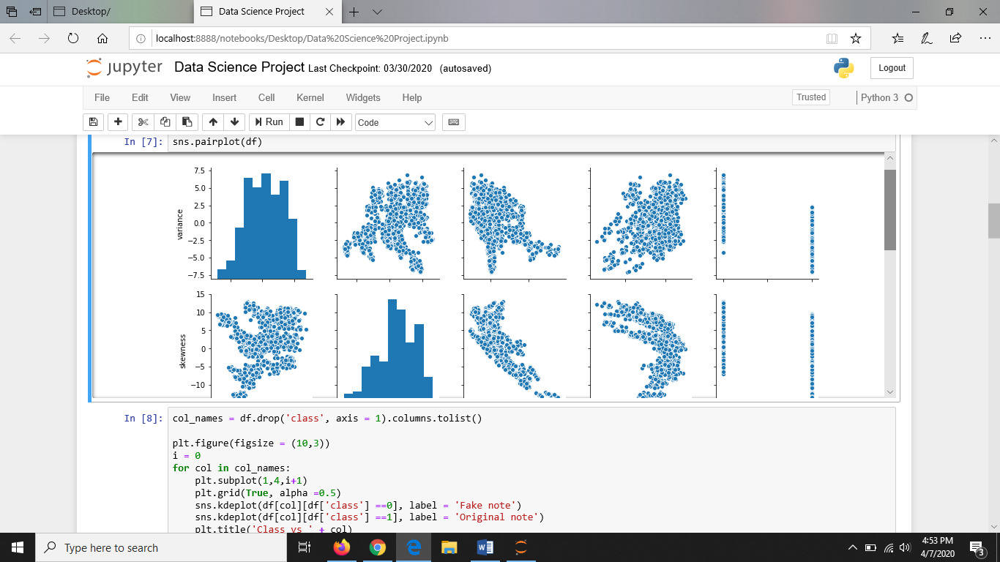 Desktop/
Data Science Project
localhost:8888/notebooks/Desktop/Data%20Science%20Project.ipynb
jupyter Data Science Project Last Checkpoint: 03/30/2020 (autosaved)
Logout
File Edit View Insert Cell Kernel Widgets Help
Trusted
Python 3
Run
Code
In [7]: sns.pairplot(df)
7.5
5.0
2.5
0.0
−2.5
−5.0
−7.5
variance
15
10
5
0
−5
−10
skewness
In [8]: col_names = df.drop('class', axis = 1).columns.tolist()
plt.figure(figsize = (10,3))
i = 0
for col in col_names:
    plt.subplot(1,4,i+1)
    plt.grid(True, alpha =0.5)
    sns.kdeplot(df[col][df['class'] ==0], label = 'Fake note')
    sns.kdeplot(df[col][df['class'] ==1], label = 'Original note')
    plt.title('Class vs ' + col)
Type here to search
4:53 PM
4/7/2020
3